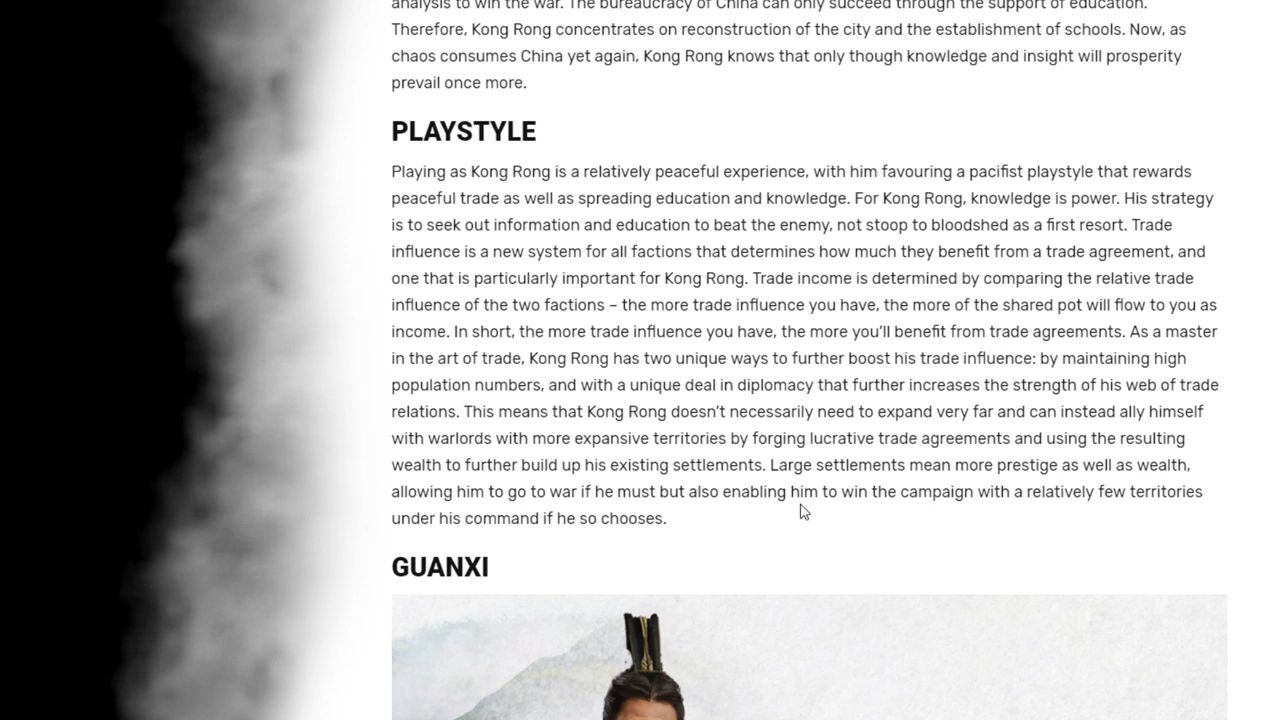 analysis to win the war. The bureaucracy of China can only succeed through the support of education.
Therefore, Kong Rong concentrates on reconstruction of the city and the establishment of schools. Now, as
chaos consumes China yet again, Kong Rong knows that only though knowledge and insight will prosperity
prevail once more.
PLAYSTYLE
Playing as Kong Rong is a relatively peaceful experience, with him favouring a pacifist playstyle that rewards
peaceful trade as well as spreading education and knowledge. For Kong Rong, knowledge is power. His strategy
is to seek out information and education to beat the enemy, not stoop to bloodshed as a first resort. Trade
influence is a new system for all factions that determines how much they benefit from a trade agreement, and
one that is particularly important for Kong Rong. Trade income is determined by comparing the relative trade
influence of the two factions – the more trade influence you have, the more of the shared pot will flow to you as
income. In short, the more trade influence you have, the more you’ll benefit from trade agreements. As a master
in the art of trade, Kong Rong has two unique ways to further boost his trade influence: by maintaining high
population numbers, and with a unique deal in diplomacy that further increases the strength of his web of trade
relations. This means that Kong Rong doesn’t necessarily need to expand very far and can instead ally himself
with warlords with more expansive territories by forging lucrative trade agreements and using the resulting
wealth to further build up his existing settlements. Large settlements mean more prestige as well as wealth,
allowing him to go to war if he must but also enabling him to win the campaign with a relatively few territories
under his command if he so chooses.
GUANXI